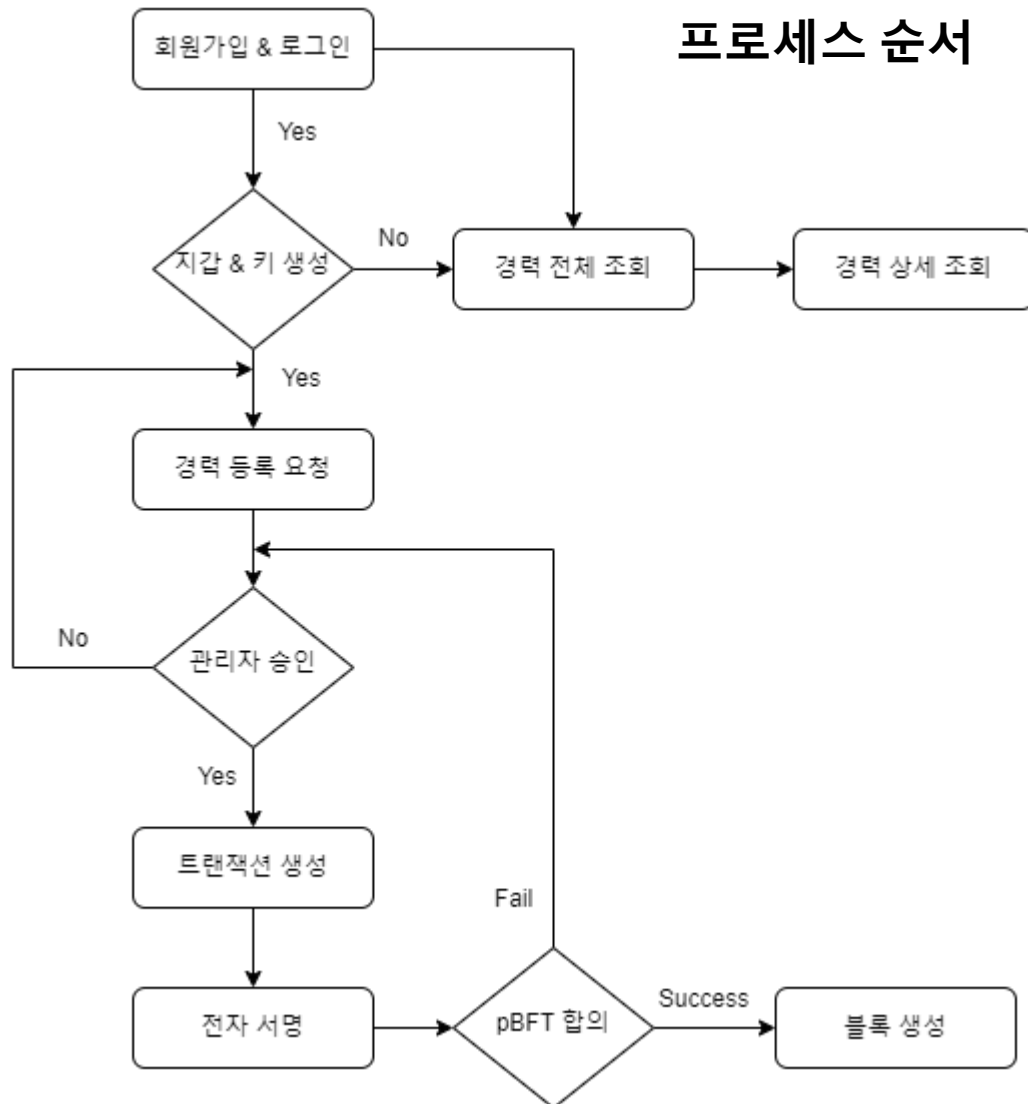 프로세스 순서
회원가입 & 로그인
Yes
지갑 & 키 생성
No
경력 전체 조회
경력 상세 조회
Yes
경력 등록 요청
관리자 승인
No
Yes
트랜잭션 생성
Fail
전자 서명
pBFT 합의
Success
블록 생성